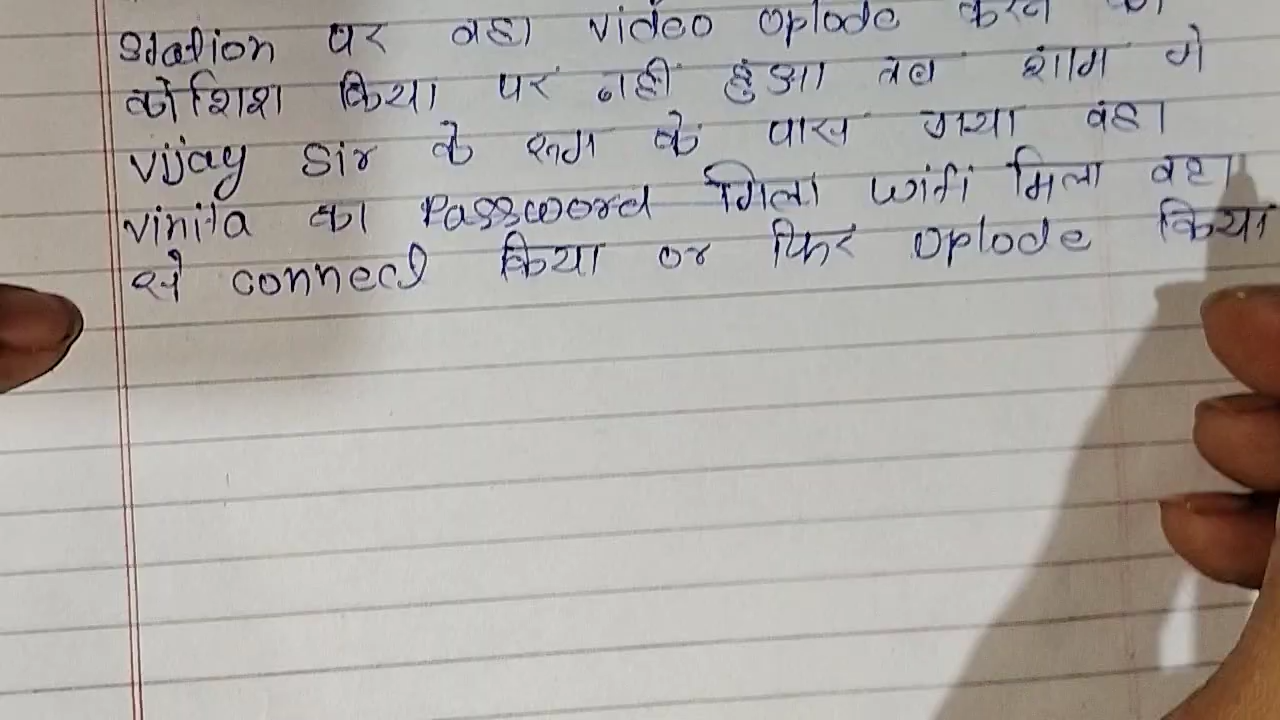 station पर वहा video oplode करने की
कोशिश किया पर नही हुंआ तब शाम मे
vijay sir के रूम के पास गया वंहा
vinita का Password मिला wifi मिला वहा
से connect किया or फिर oplode किया